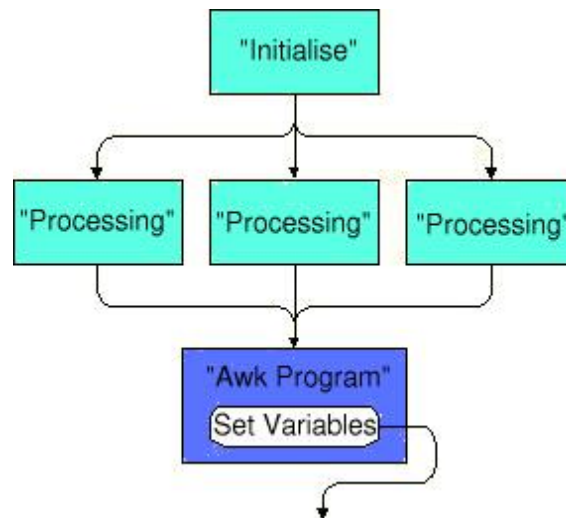 "Initialise"
"Processing"
"Processing"
"Processing"
"Awk Program"
Set Variables